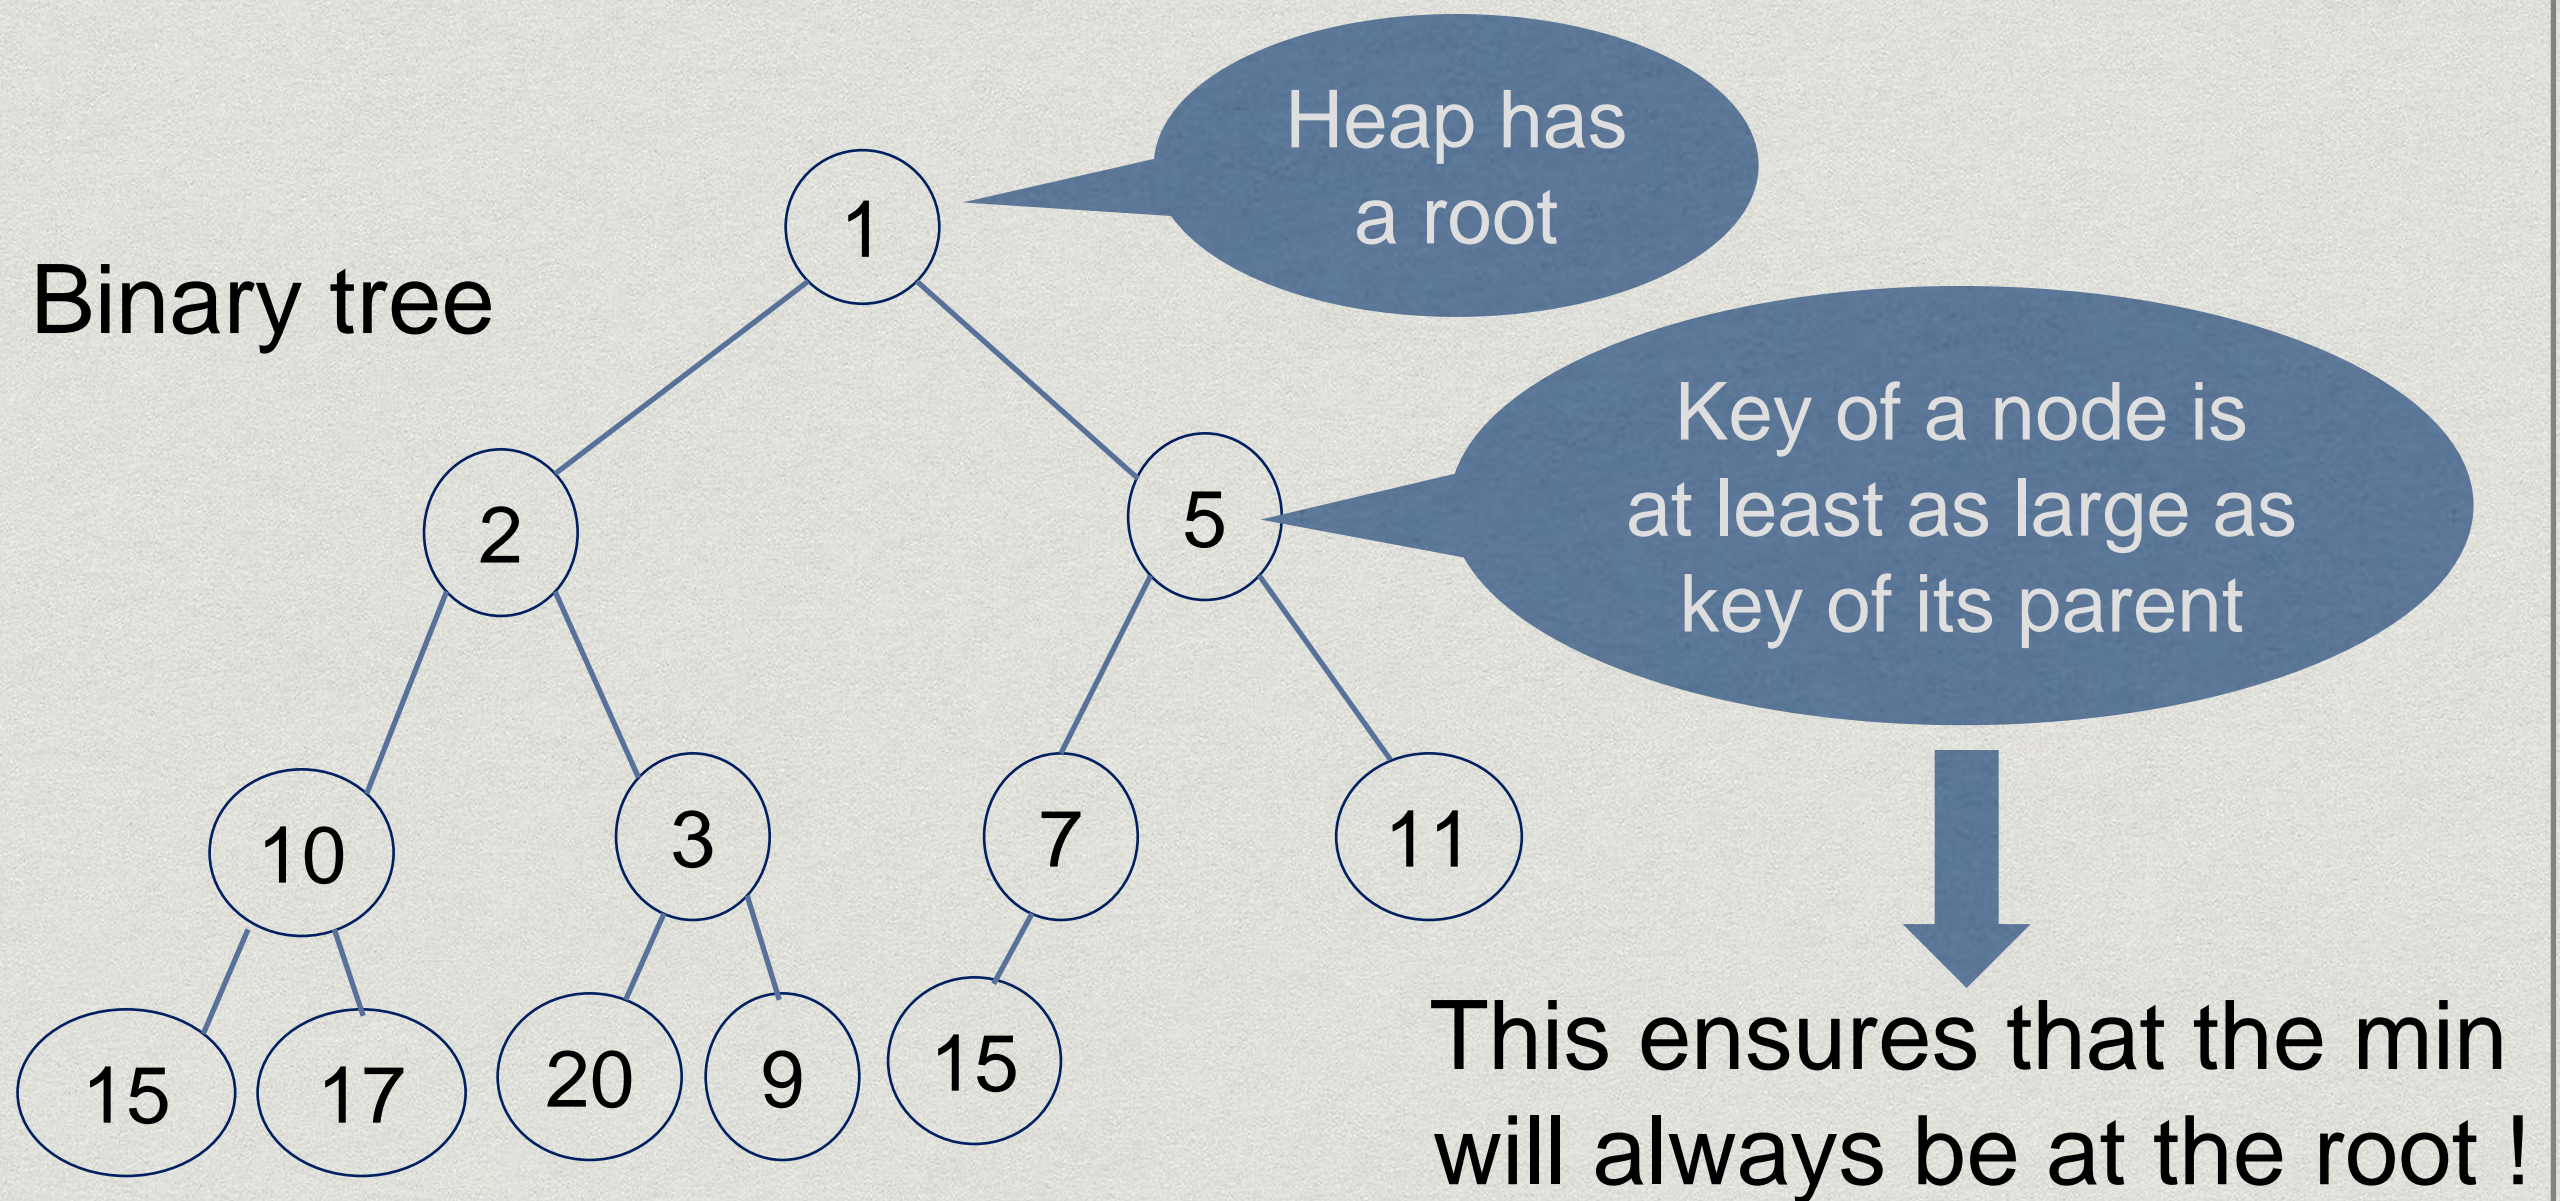 Heap has
a root
1
Binary tree
Key of a node is
at least as large as
key of its parent
2
5
10
3
7
11
15
17
20
9
15
This ensures that the min
will always be at the root !